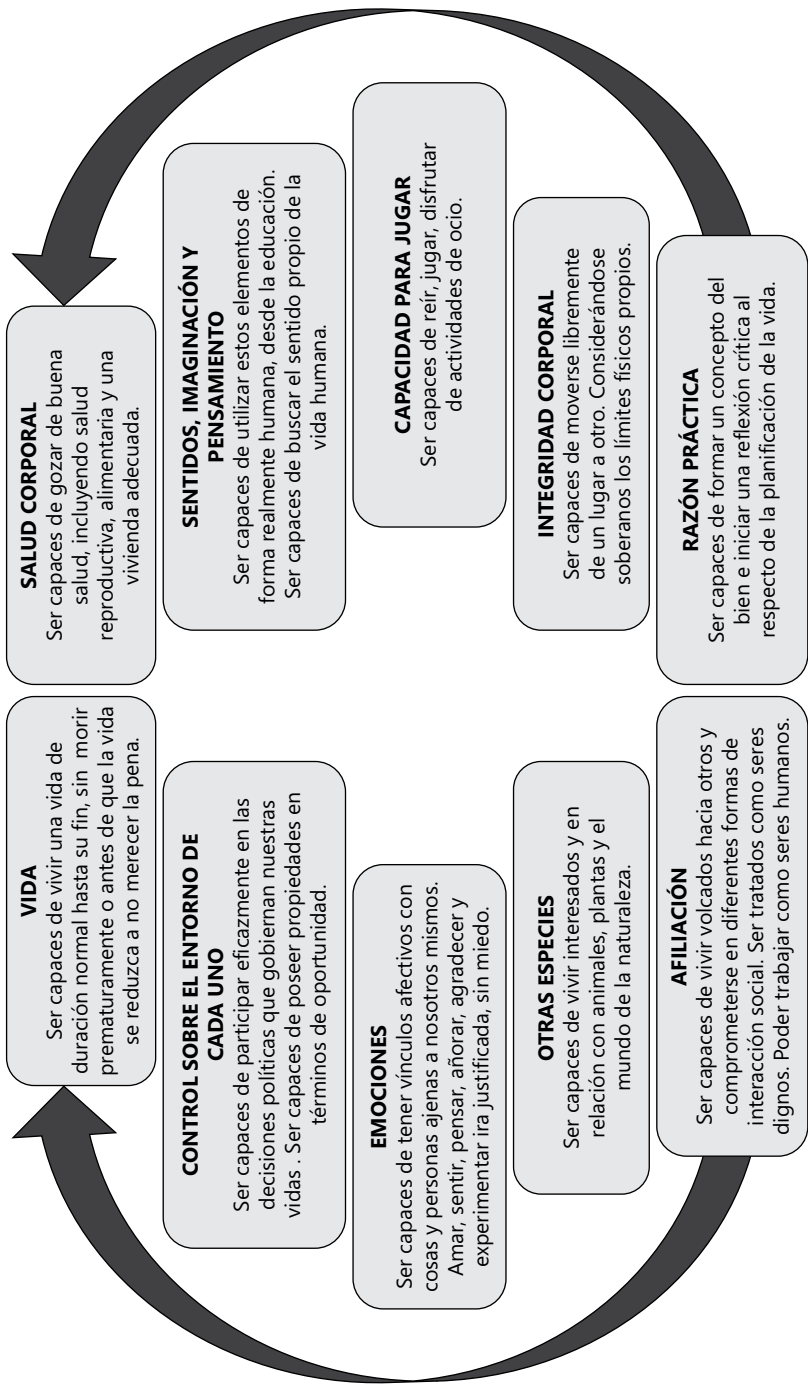 VIDA
Ser capaces de vivir una vida de
duración normal hasta su fin, sin morir
prematuramente o antes de que la vida
se reduzca a no merecer la pena.
SALUD CORPORAL
Ser capaces de gozar de buena
salud, incluyendo salud
reproductiva, alimentaria y una
vivienda adecuada.
CONTROL SOBRE EL ENTORNO DE
CADA UNO
Ser capaces de participar eficazmente en las
decisiones políticas que gobiernan nuestras
vidas . Ser capaces de poseer propiedades en
términos de oportunidad.
SENTIDOS, IMAGINACIÓN Y
PENSAMIENTO
Ser capaces de utilizar estos elementos de
forma realmente humana, desde la educación.
Ser capaces de buscar el sentido propio de la
vida humana.
EMOCIONES
Ser capaces de tener vínculos afectivos con
cosas y personas ajenas a nosotros mismos.
Amar, sentir, pensar, añorar, agradecer y
experimentar ira justificada, sin miedo.
CAPACIDAD PARA JUGAR
Ser capaces de reír, jugar, disfrutar
de actividades de ocio.
OTRAS ESPECIES
Ser capaces de vivir interesados y en
relación con animales, plantas y el
mundo de la naturaleza.
INTEGRIDAD CORPORAL
Ser capaces de moverse libremente
de un lugar a otro. Considerándose
soberanos los límites físicos propios.
AFILIACIÓN
Ser capaces de vivir volcados hacia otros y
comprometerse en diferentes formas de
interacción social. Ser tratados como seres
dignos. Poder trabajar como seres humanos.
RAZÓN PRÁCTICA
Ser capaces de formar un concepto del
bien e iniciar una reflexión crítica al
respecto de la planificación de la vida.